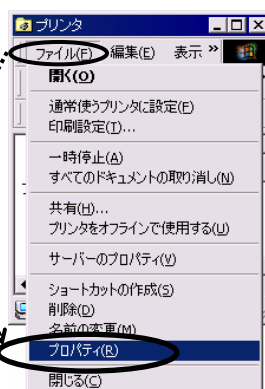 プリンタ
ファイル(F) 編集(E) 表示 »
開く(O)
通常使うプリンタに設定(F)
印刷設定(T)...
一時停止(A)
すべてのドキュメントの取り消し(N)
共有(H)...
プリンタをオフラインで使用する(U)
サーバーのプロパティ(V)
ショートカットの作成(S)
削除(D)
名前の変更(M)
プロパティ(R)
閉じる(C)